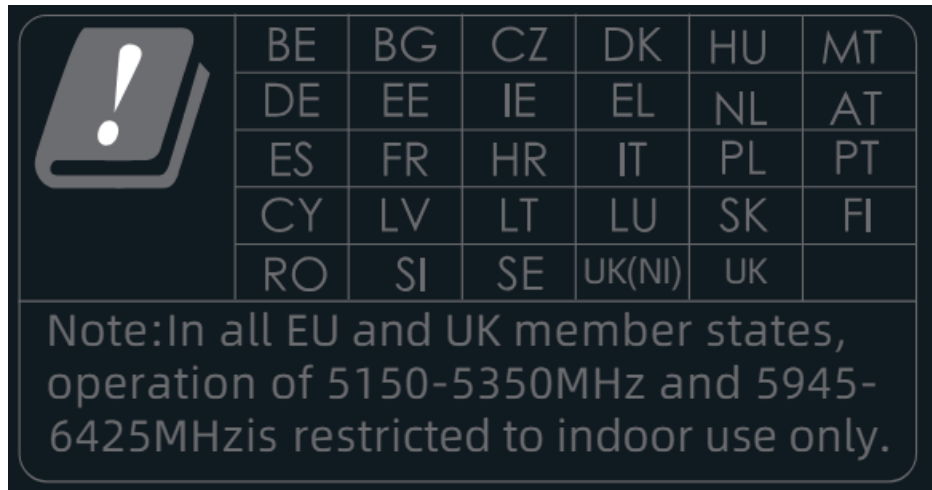 BE BG CZ DK HU MT
DE EE IE EL NL AT
ES FR HR IT PL PT
CY LV LT LU SK FI
RO SI SE UK(NI) UK
Note:In all EU and UK member states,
operation of 5150-5350MHz and 5945-
6425MHzis restricted to indoor use only.